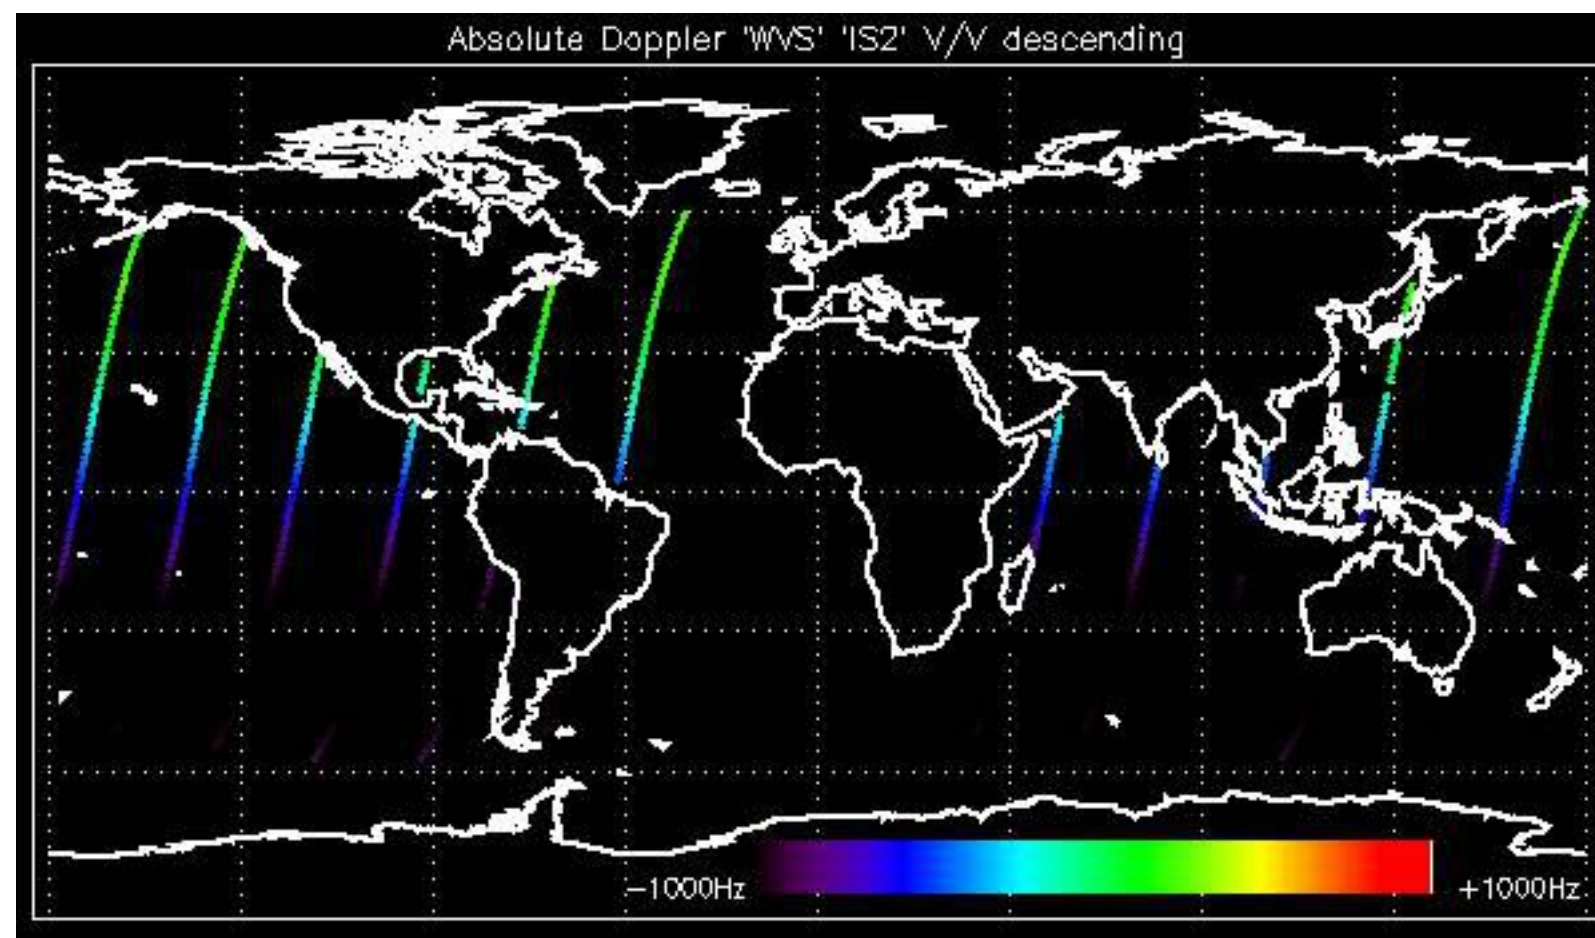 Absolute Doppler 'WVS' 'IS2' V/V descending
−1000Hz
+1000Hz